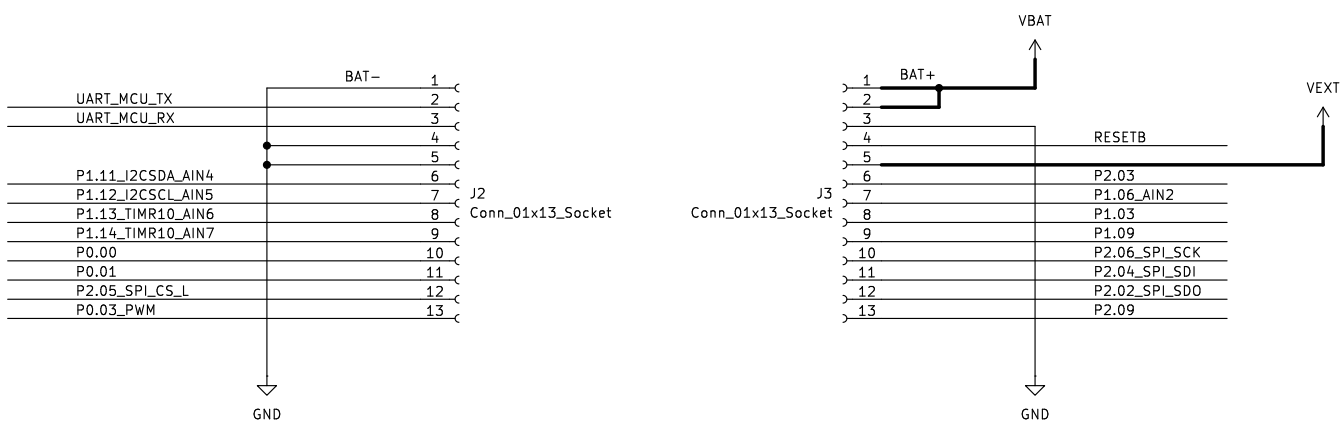 BAT-
1
UART_MCU_TX
2
UART_MCU_RX
3
4
5
P1.11_I2CSDA_AIN4
6
P1.12_I2CSCL_AIN5
7
P1.13_TIMR10_AIN6
8
P1.14_TIMR10_AIN7
9
P0.00
10
P0.01
11
P2.05_SPI_CS_L
12
P0.03_PWM
13
J2
Conn_01x13_Socket
GND
VBAT
VEXT
1
BAT+
2
3
4
RESETB
5
6
P2.03
7
P1.06_AIN2
8
P1.03
9
P1.09
10
P2.06_SPI_SCK
11
P2.04_SPI_SDI
12
P2.02_SPI_SDO
13
P2.09
J3
Conn_01x13_Socket
GND